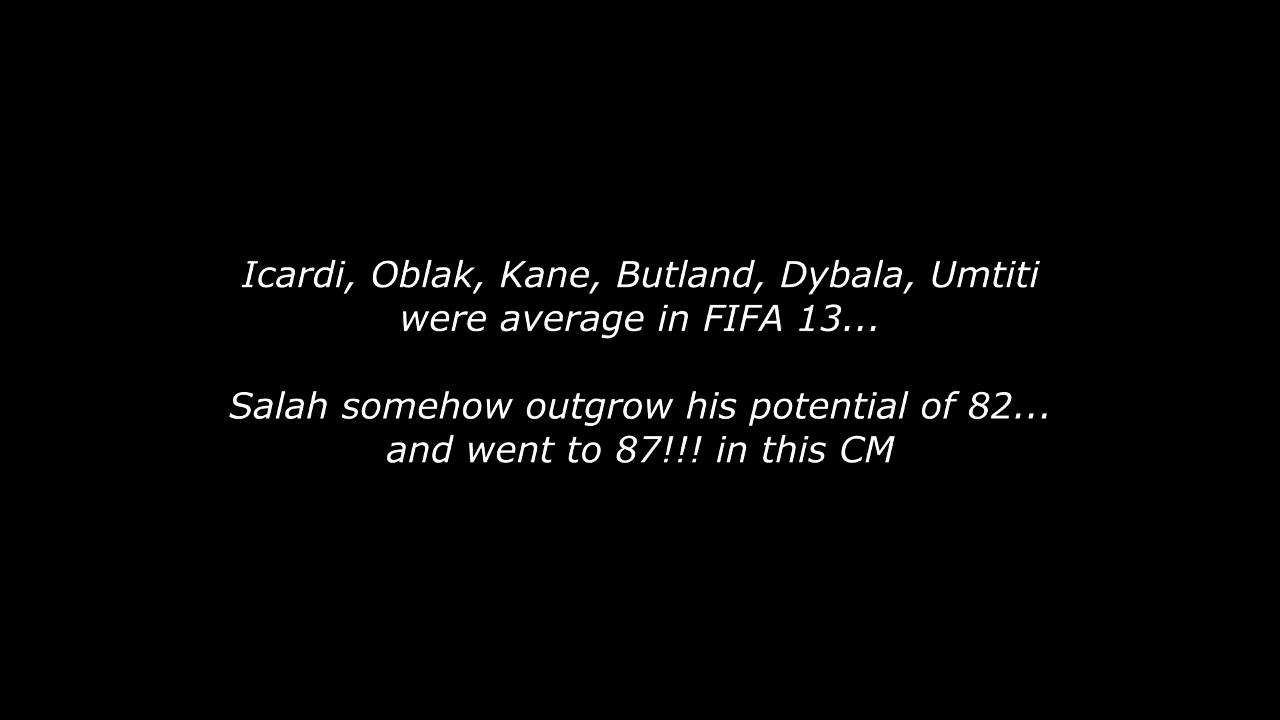 Icardi, Oblak, Kane, Butland, Dybala, Umtiti
were average in FIFA 13...
Salah somehow outgrow his potential of 82...
and went to 87!!! in this CM